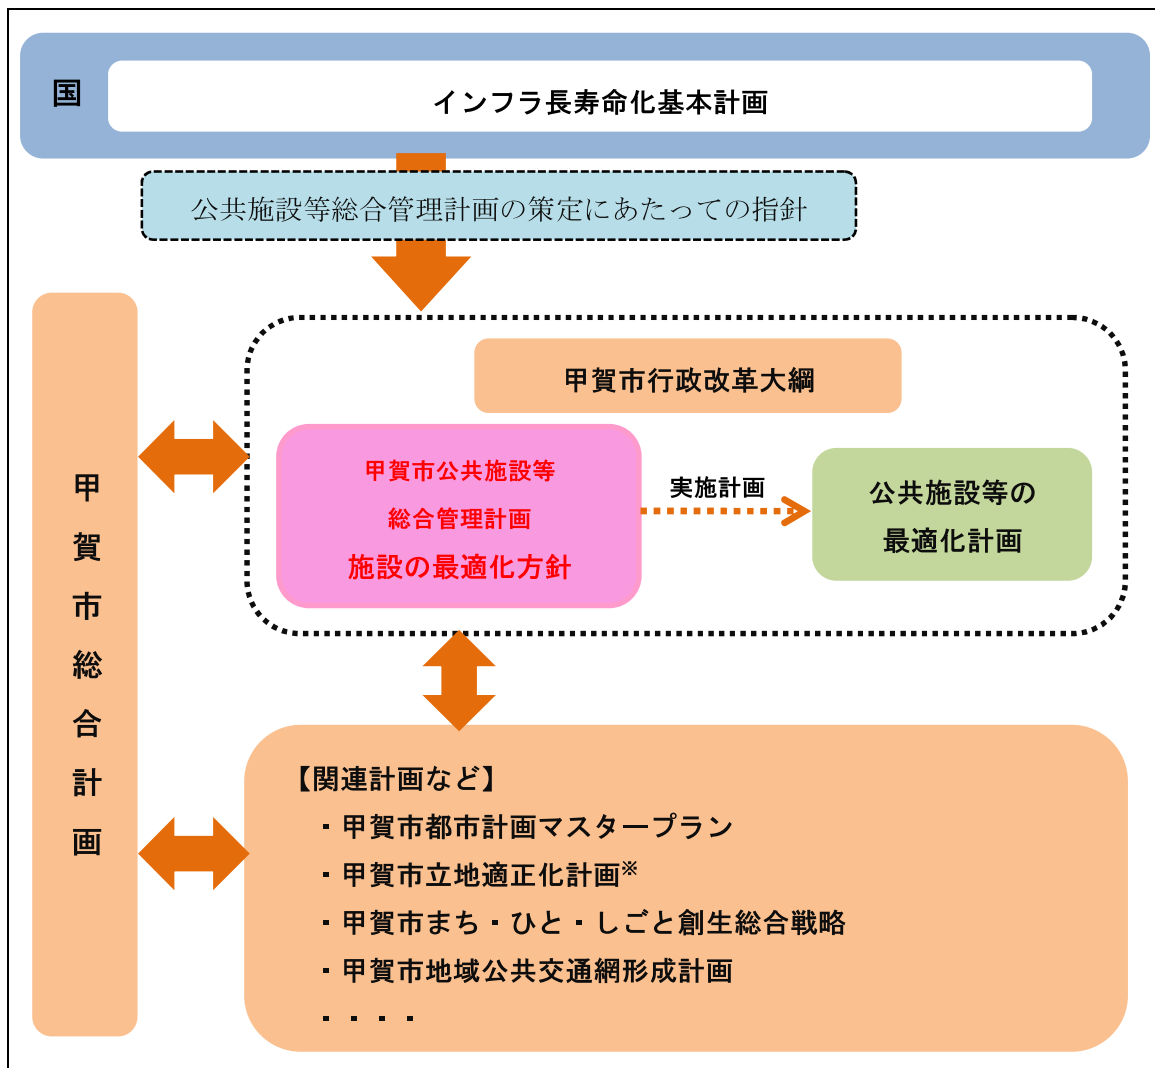 国
インフラ長寿命化基本計画
公共施設等総合管理計画の策定にあたっての指針
甲賀市総合計画
甲賀市行政改革大綱
甲賀市公共施設等
総合管理計画
施設の最適化方針
実施計画
公共施設等の
最適化計画
【関連計画など】
・甲賀市都市計画マスタープラン
・甲賀市立地適正化計画※
・甲賀市まち・ひと・しごと創生総合戦略
・甲賀市地域公共交通網形成計画
・・・・